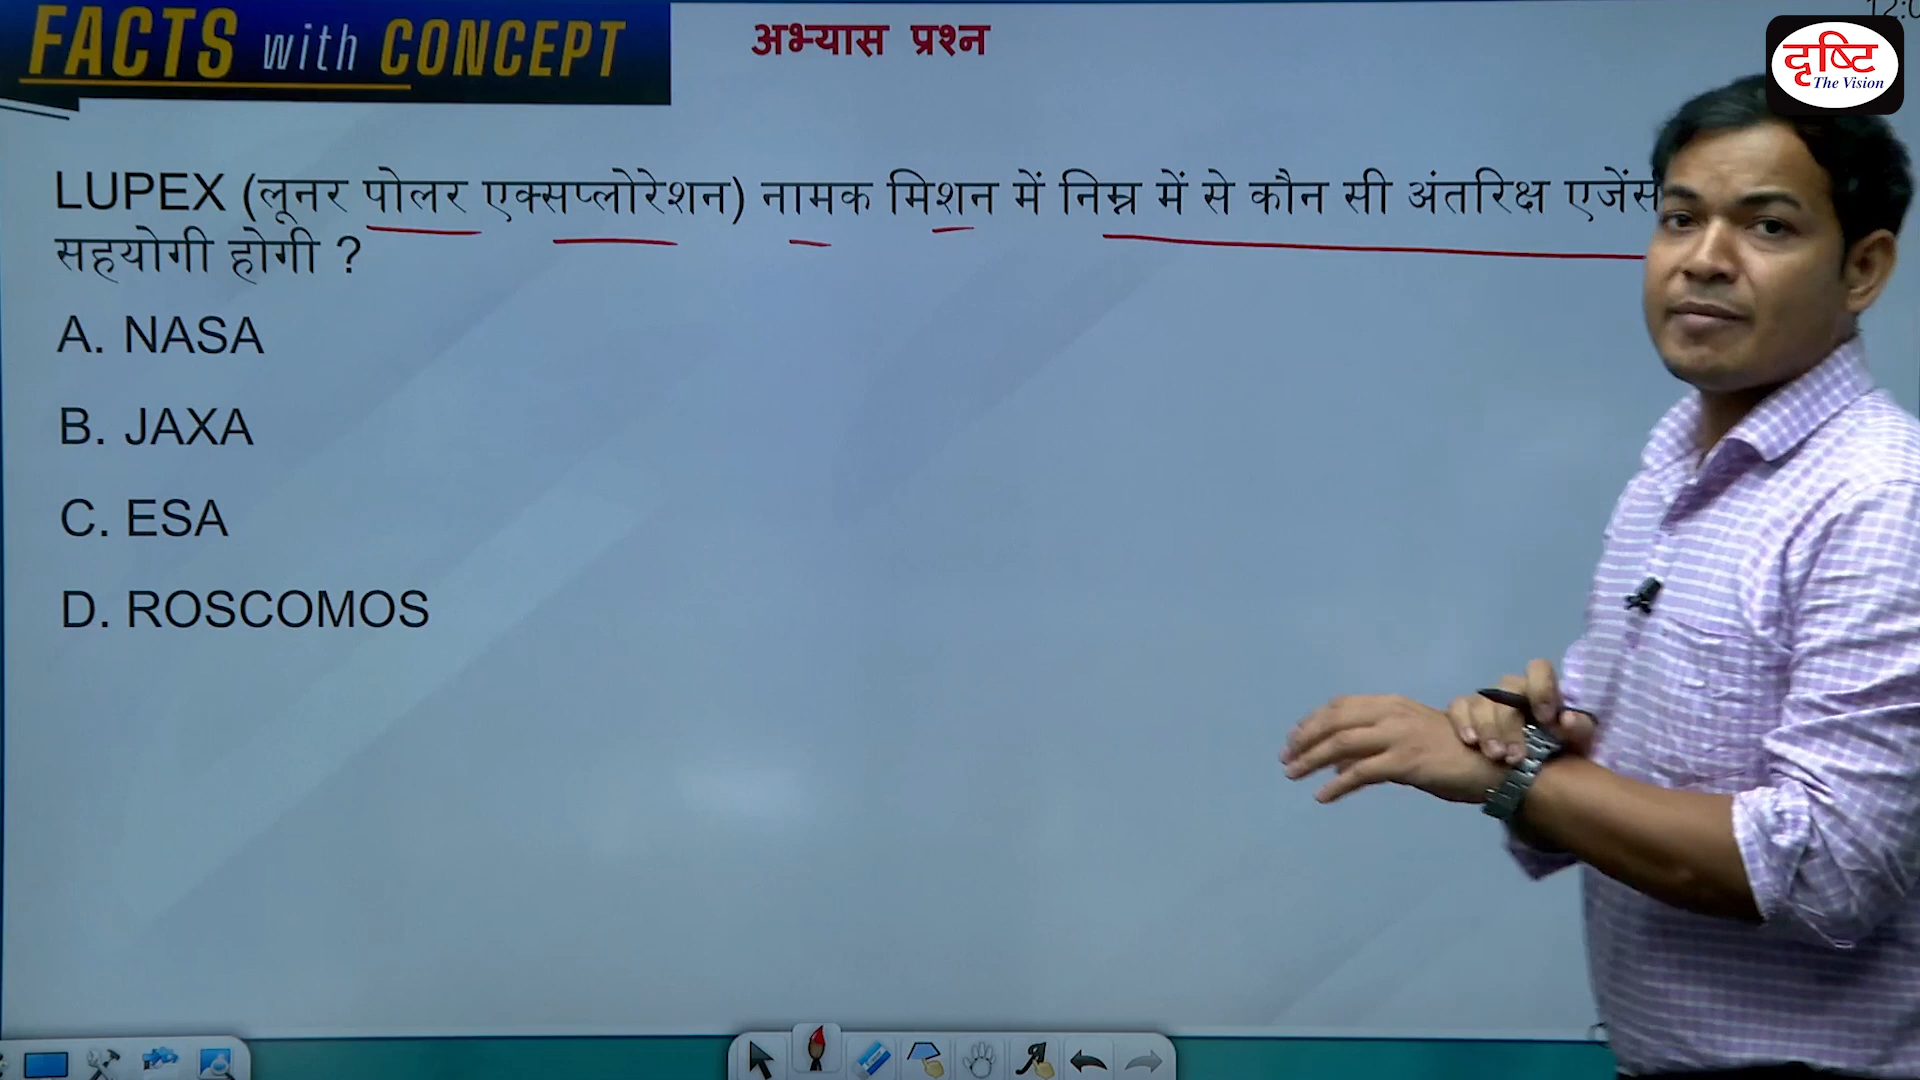 FACTS with CONCEPT
अभ्यास प्रश्न
दृष्टि
The Vision
LUPEX (लूनर पोलर एक्सप्लोरेशन) नामक मिशन में निम्न में से कौन सी अंतरिक्ष
सहयोगी होगी ?
A. NASA
B. JAXA
C. ESA
D. ROSCOMOS